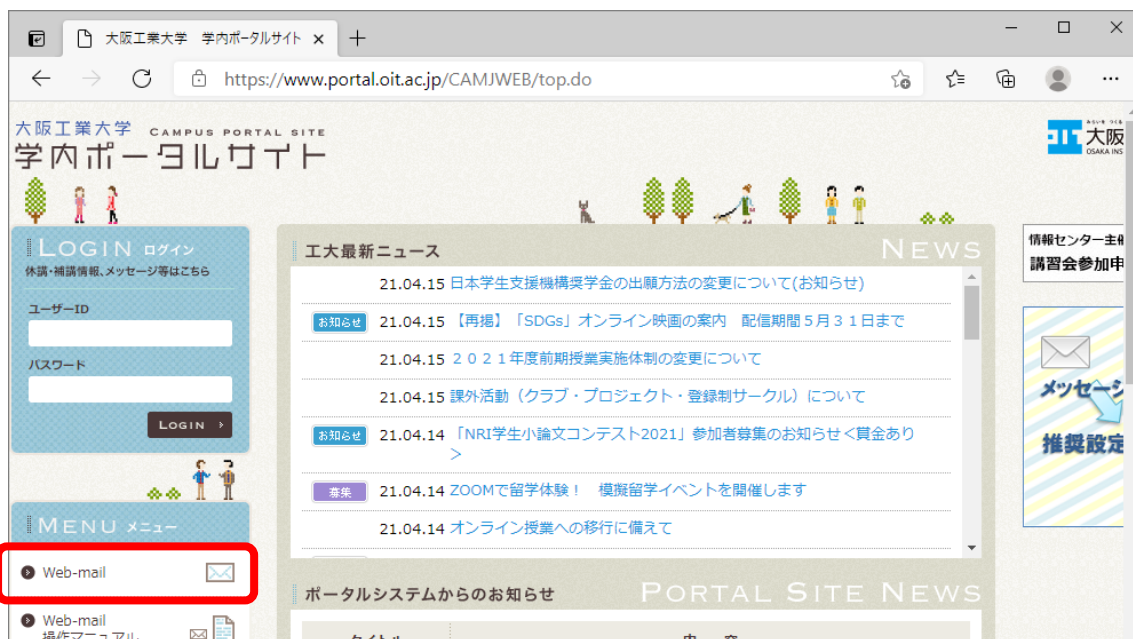 大阪工業大学 学内ポータルサイト
https://www.portal.oit.ac.jp/CAMJWEB/top.do
大阪工業大学 CAMPUS PORTAL SITE
学内ポータルサイト
大阪
OSAKA INS
LOGIN ログイン
休講・補講情報、メッセージ等はこちら
ユーザーID
パスワード
LOGIN
MENU メニュー
Web-mail
Web-mail
操作マニュアル
工大最新ニュース NEWS
21.04.15 日本学生支援機構奨学金の出願方法の変更について(お知らせ)
お知らせ 21.04.15 【再掲】「SDGs」オンライン映画の案内 配信期間5月31日まで
21.04.15 2021年度前期授業実施体制の変更について
21.04.15 課外活動（クラブ・プロジェクト・登録制サークル）について
お知らせ 21.04.14 「NRI学生小論文コンテスト2021」参加者募集のお知らせ＜賞金あり
＞
募集 21.04.14 ZOOMで留学体験！ 模擬留学イベントを開催します
21.04.14 オンライン授業への移行に備えて
ポータルシステムからのお知らせ PORTAL SITE NEWS
タイトル 内 容
情報センター主催
講習会参加申
メッセージ
推奨設定